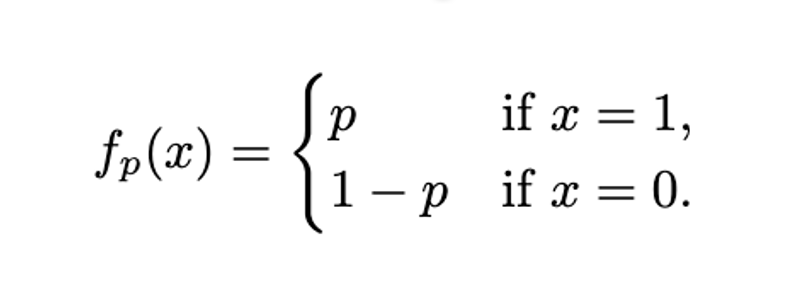 f_p(x) = { p if x = 1,
1 − p if x = 0.